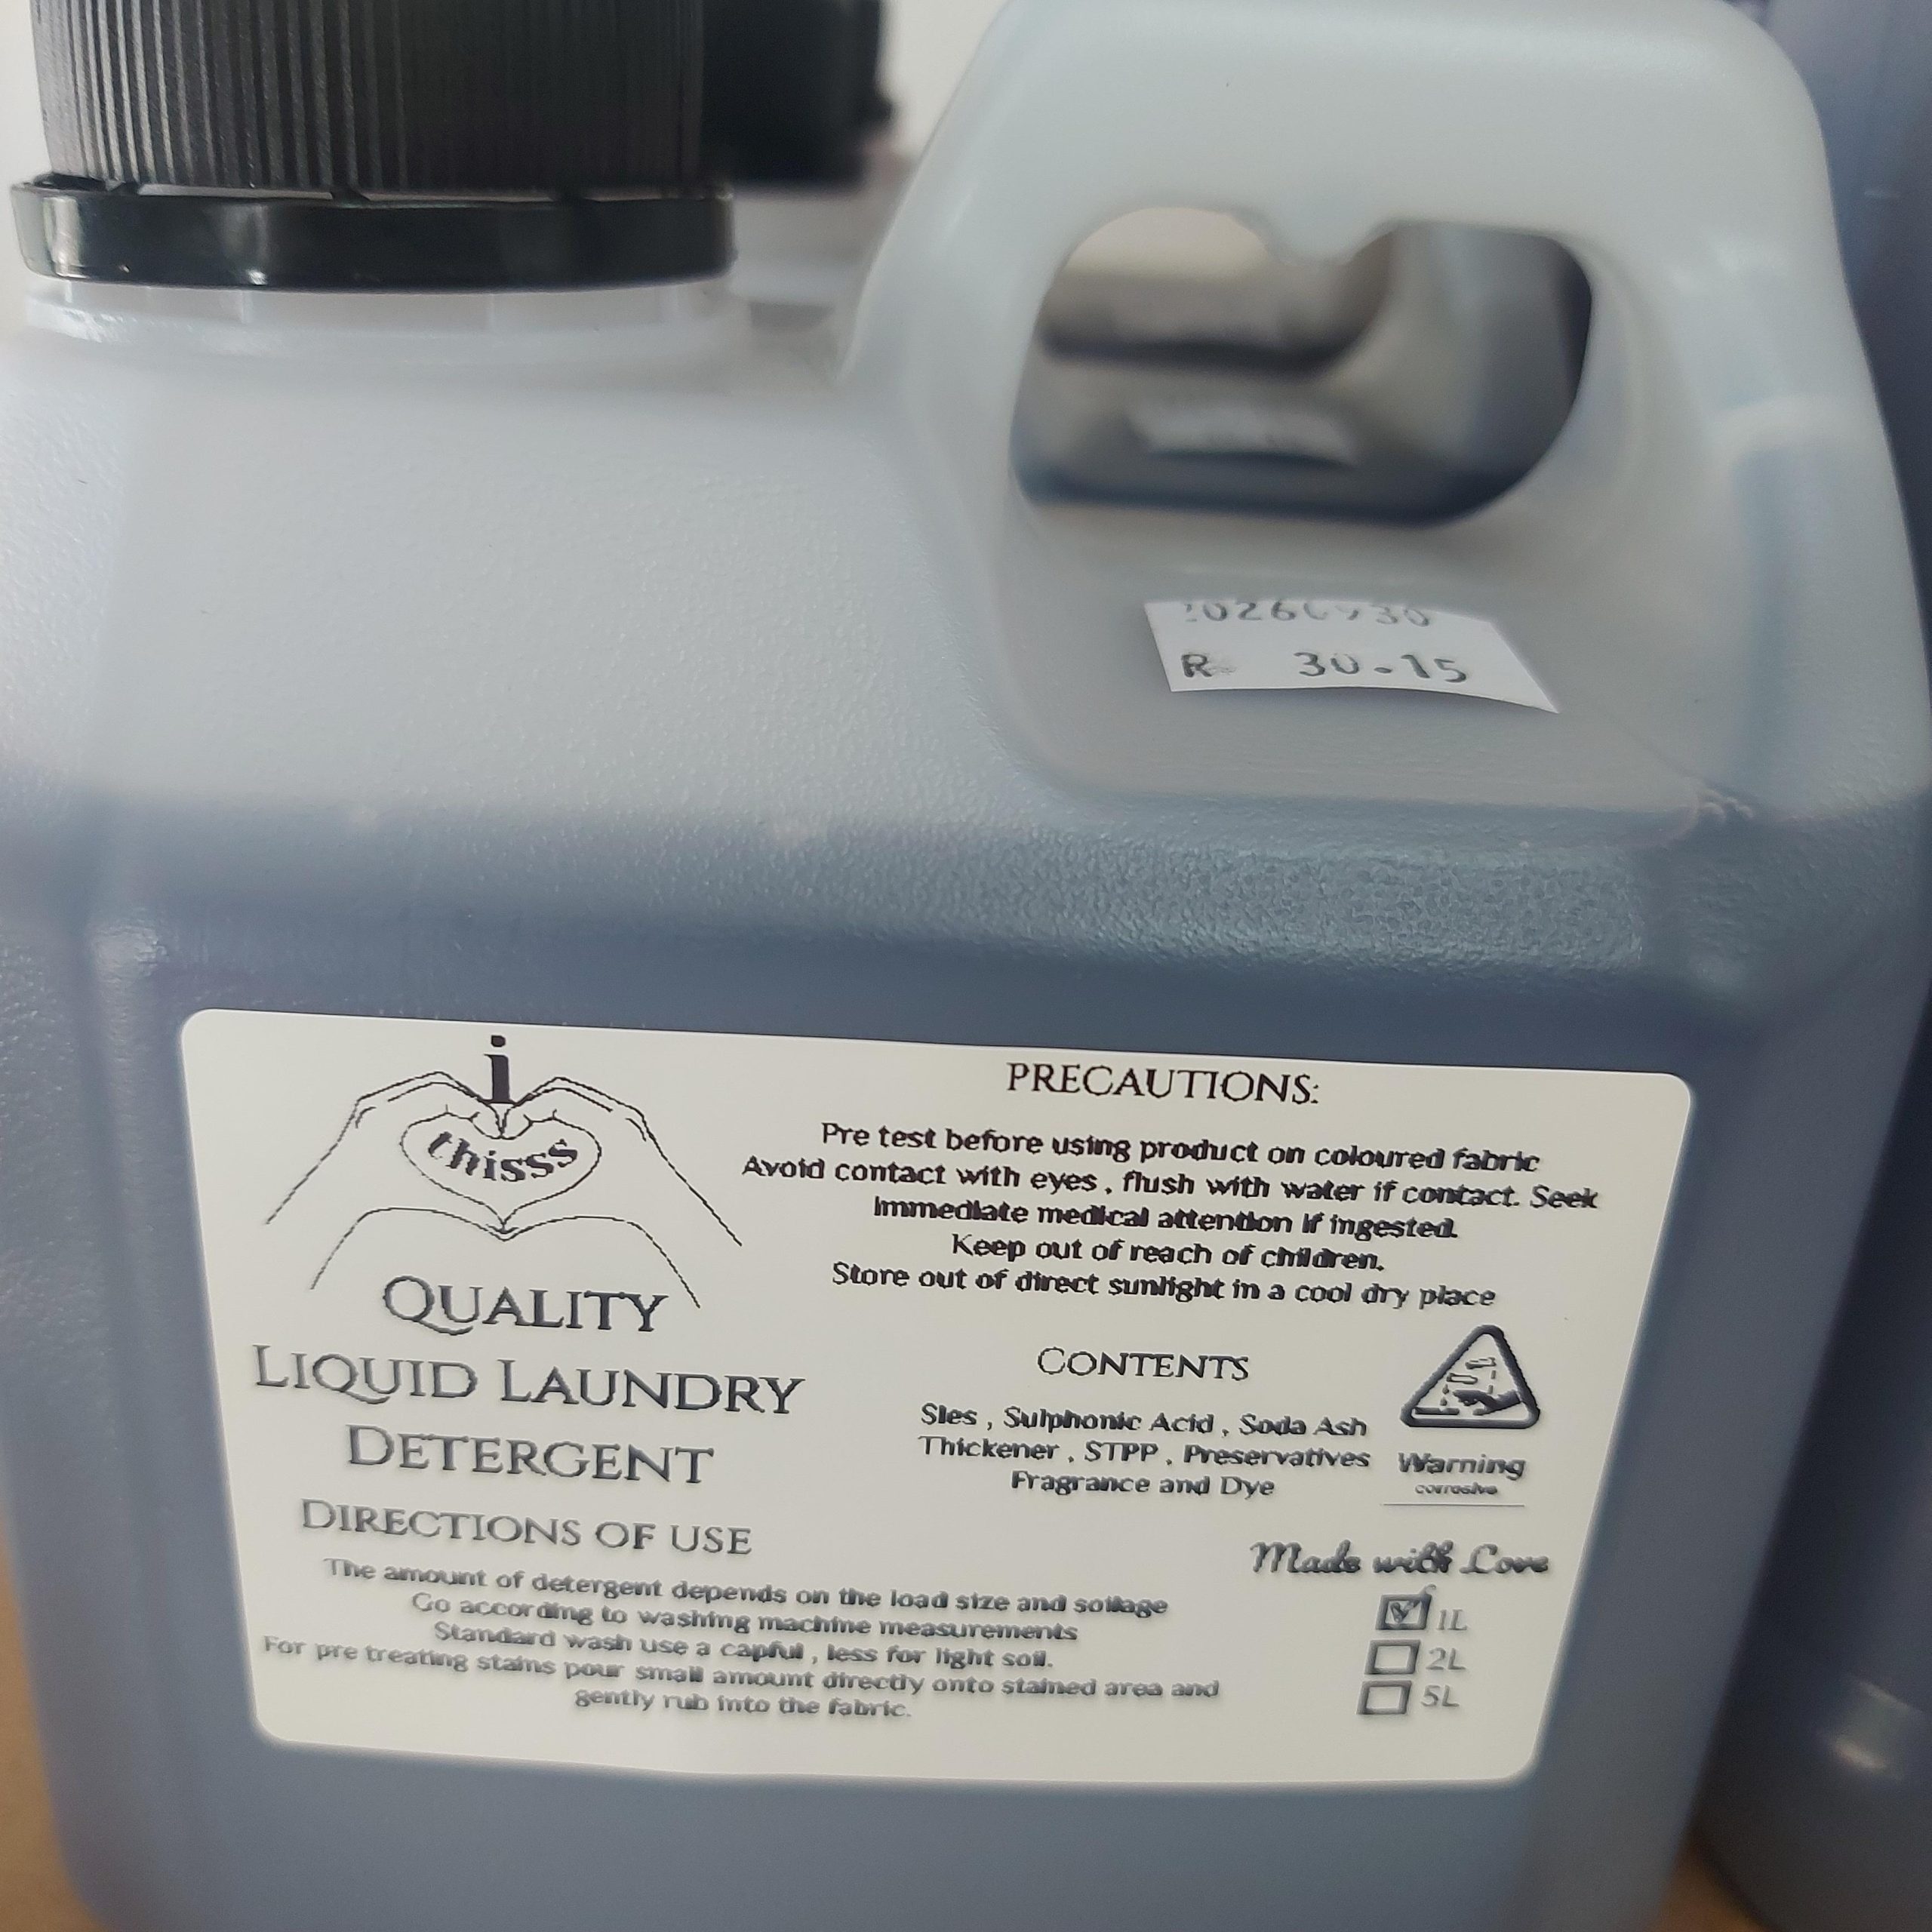 R 30.15
i
thisss
QUALITY
LIQUID LAUNDRY
DETERGENT
DIRECTIONS OF USE
The amount of detergent depends on the load size and soilage
Go according to washing machine measurements
Standard wash use a capful , less for light soil.
For pre treating stains pour small amount directly onto stained area and
gently rub into the fabric.
PRECAUTIONS:
Pre test before using product on coloured fabric
Avoid contact with eyes , flush with water if contact. Seek
immediate medical attention if ingested.
Keep out of reach of children.
Store out of direct sunlight in a cool dry place
CONTENTS
Sles , Sulphonic Acid , Soda Ash
Thickener , STPP , Preservatives
Fragrance and Dye
Warning
corrosive
Made with Love
1L
2L
5L